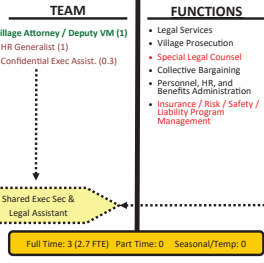 TEAM
illage Attorney / Deputy VM (1)
HR Generalist (1)
Confidential Exec Assist. (0.3)
Shared Exec Sec &
Legal Assistant
FUNCTIONS
• Legal Services
• Village Prosecution
• Special Legal Counsel
• Collective Bargaining
• Personnel, HR, and
Benefits Administration
• Insurance / Risk / Safety /
Liability Program
Management
Full Time: 3 (2.7 FTE) Part Time: 0 Seasonal/Temp: 0